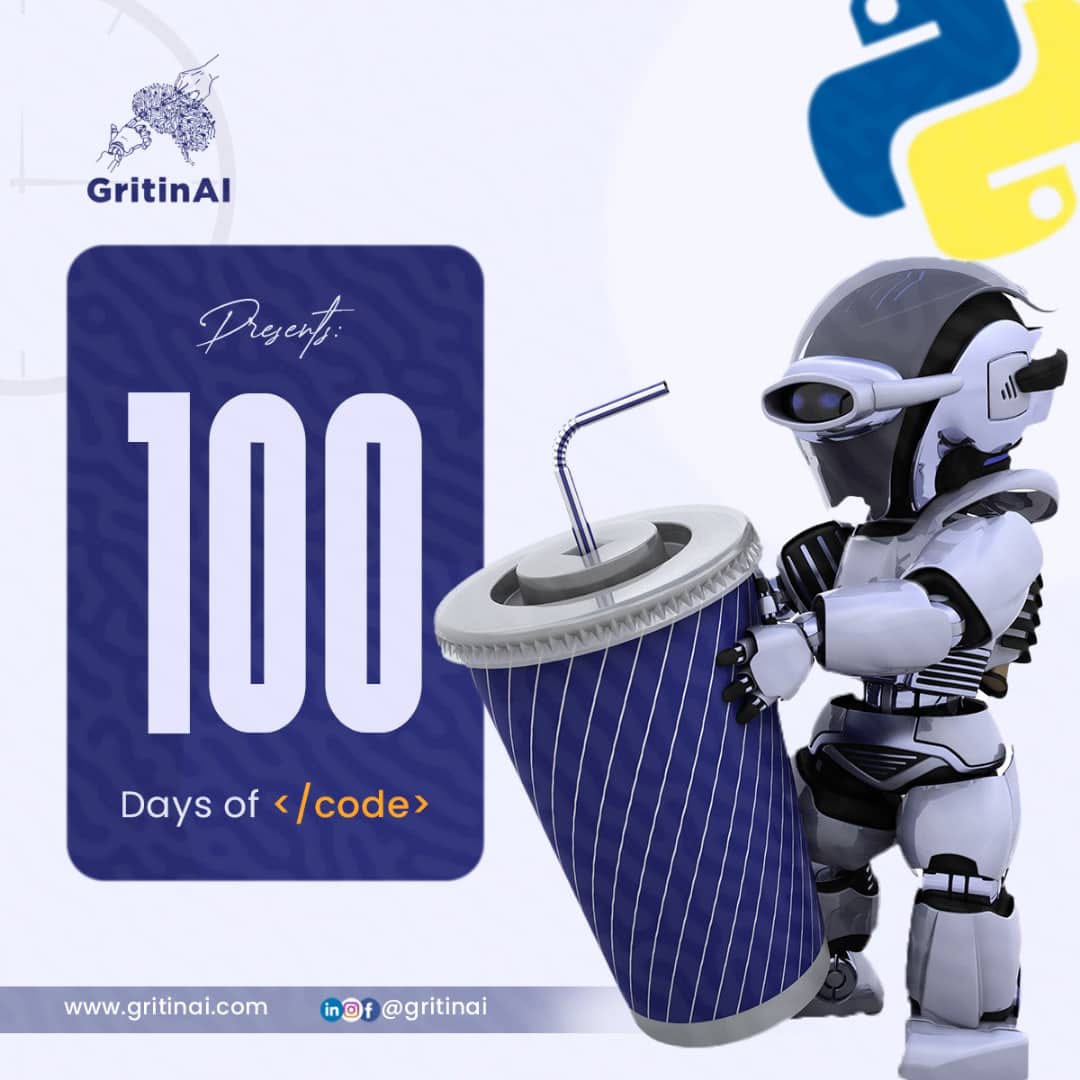 GritinAI
Presents:
100
Days of </code>
www.gritinai.com
@gritinai